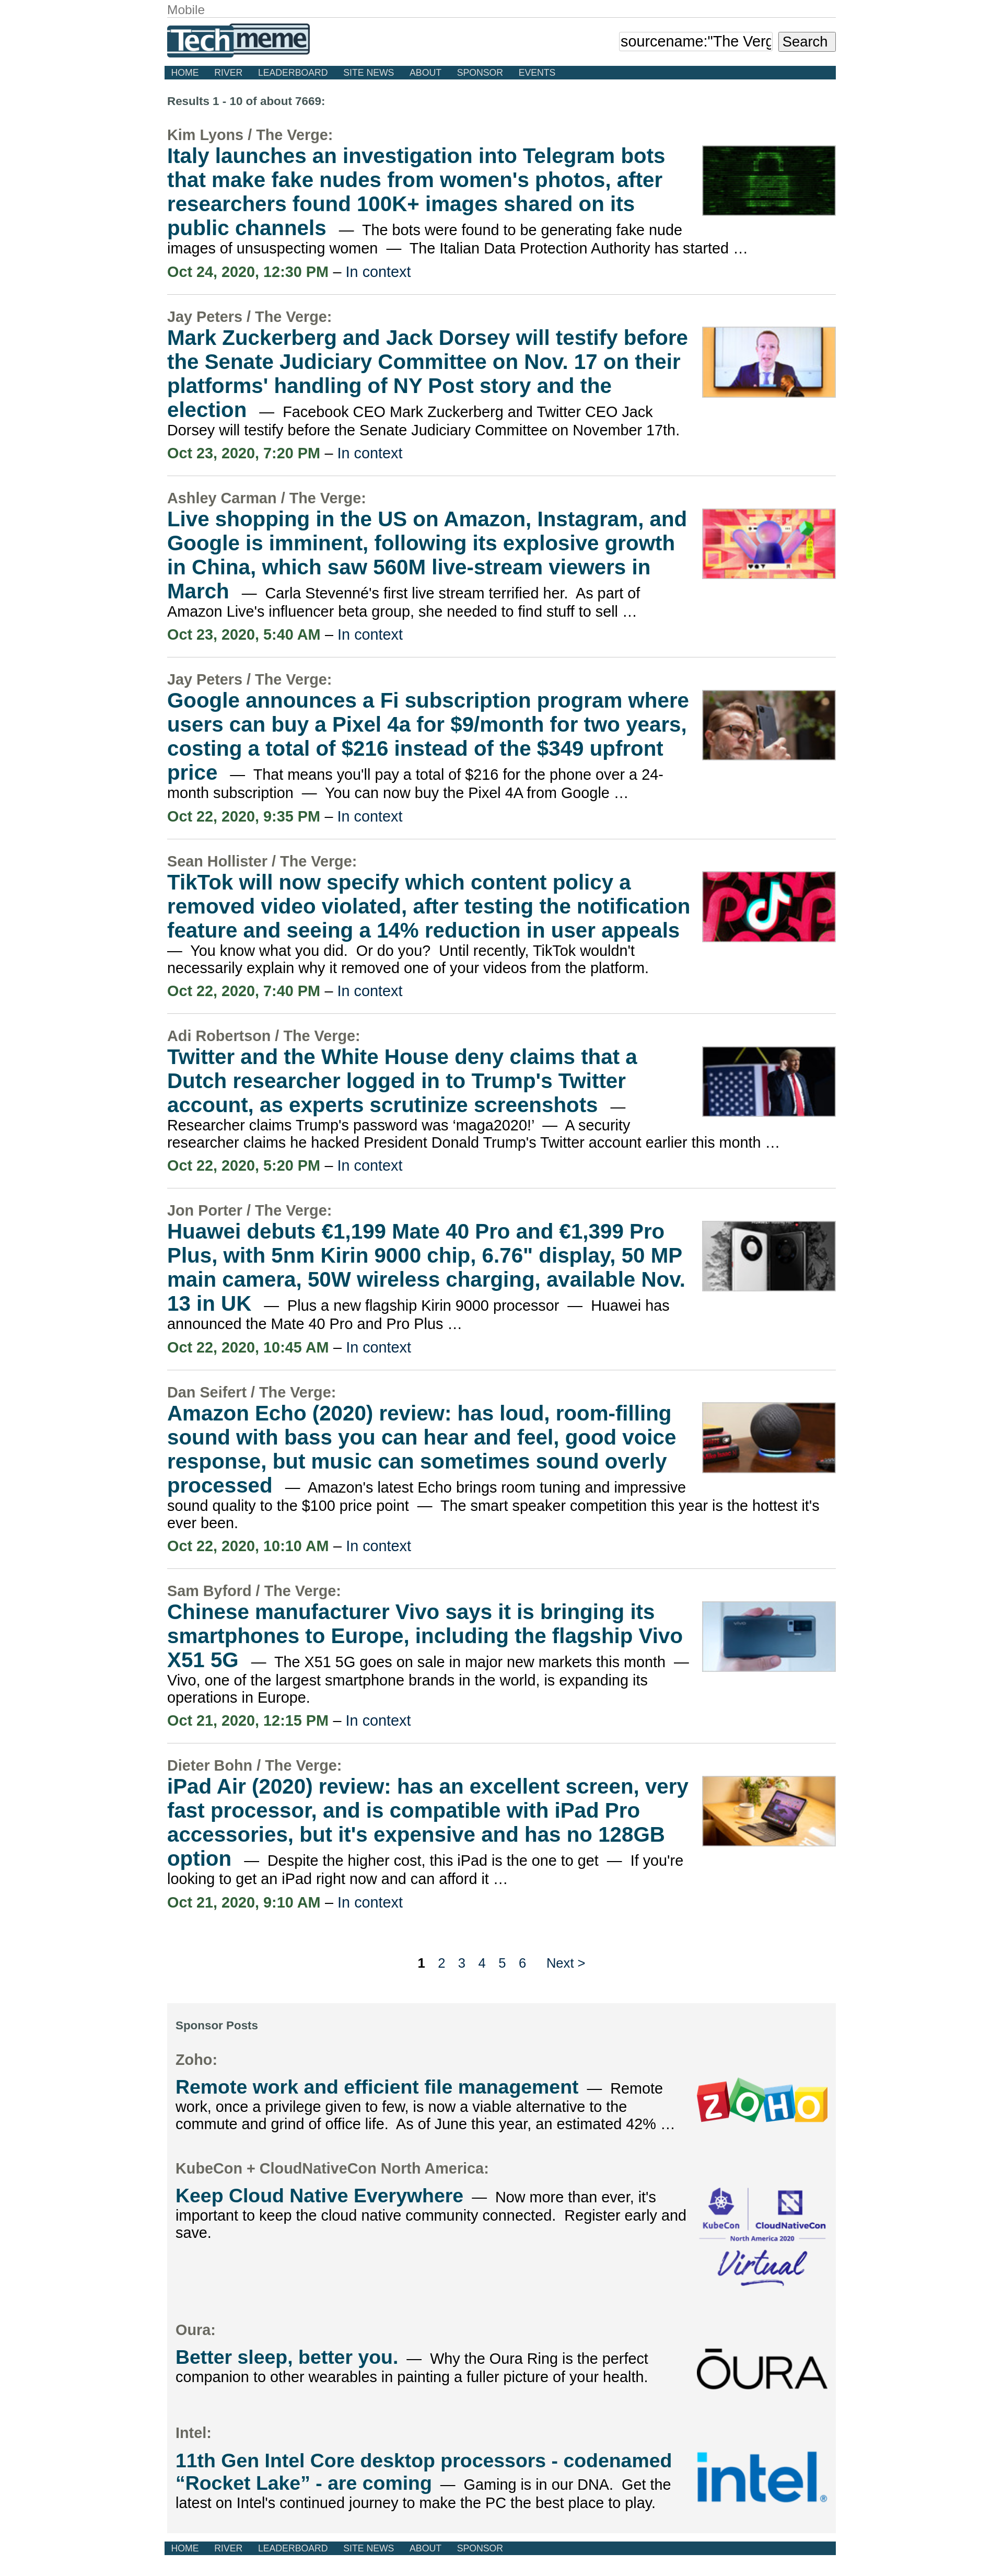 Mobile
Techmeme
sourcename:"The Verg
Search
HOME RIVER LEADERBOARD SITE NEWS ABOUT SPONSOR EVENTS
Results 1 - 10 of about 7669:
Kim Lyons / The Verge:
Italy launches an investigation into Telegram bots
that make fake nudes from women's photos, after
researchers found 100K+ images shared on its
public channels — The bots were found to be generating fake nude
images of unsuspecting women — The Italian Data Protection Authority has started …
Oct 24, 2020, 12:30 PM – In context
Jay Peters / The Verge:
Mark Zuckerberg and Jack Dorsey will testify before
the Senate Judiciary Committee on Nov. 17 on their
platforms' handling of NY Post story and the
election — Facebook CEO Mark Zuckerberg and Twitter CEO Jack
Dorsey will testify before the Senate Judiciary Committee on November 17th.
Oct 23, 2020, 7:20 PM – In context
Ashley Carman / The Verge:
Live shopping in the US on Amazon, Instagram, and
Google is imminent, following its explosive growth
in China, which saw 560M live-stream viewers in
March — Carla Stevenné's first live stream terrified her. As part of
Amazon Live's influencer beta group, she needed to find stuff to sell …
Oct 23, 2020, 5:40 AM – In context
Jay Peters / The Verge:
Google announces a Fi subscription program where
users can buy a Pixel 4a for $9/month for two years,
costing a total of $216 instead of the $349 upfront
price — That means you'll pay a total of $216 for the phone over a 24-
month subscription — You can now buy the Pixel 4A from Google …
Oct 22, 2020, 9:35 PM – In context
Sean Hollister / The Verge:
TikTok will now specify which content policy a
removed video violated, after testing the notification
feature and seeing a 14% reduction in user appeals
— You know what you did. Or do you? Until recently, TikTok wouldn't
necessarily explain why it removed one of your videos from the platform.
Oct 22, 2020, 7:40 PM – In context
Adi Robertson / The Verge:
Twitter and the White House deny claims that a
Dutch researcher logged in to Trump's Twitter
account, as experts scrutinize screenshots —
Researcher claims Trump's password was ‘maga2020!’ — A security
researcher claims he hacked President Donald Trump's Twitter account earlier this month …
Oct 22, 2020, 5:20 PM – In context
Jon Porter / The Verge:
Huawei debuts €1,199 Mate 40 Pro and €1,399 Pro
Plus, with 5nm Kirin 9000 chip, 6.76" display, 50 MP
main camera, 50W wireless charging, available Nov.
13 in UK — Plus a new flagship Kirin 9000 processor — Huawei has
announced the Mate 40 Pro and Pro Plus …
Oct 22, 2020, 10:45 AM – In context
Dan Seifert / The Verge:
Amazon Echo (2020) review: has loud, room-filling
sound with bass you can hear and feel, good voice
response, but music can sometimes sound overly
processed — Amazon's latest Echo brings room tuning and impressive
sound quality to the $100 price point — The smart speaker competition this year is the hottest it's
ever been.
Oct 22, 2020, 10:10 AM – In context
Sam Byford / The Verge:
Chinese manufacturer Vivo says it is bringing its
smartphones to Europe, including the flagship Vivo
X51 5G — The X51 5G goes on sale in major new markets this month —
Vivo, one of the largest smartphone brands in the world, is expanding its
operations in Europe.
Oct 21, 2020, 12:15 PM – In context
Dieter Bohn / The Verge:
iPad Air (2020) review: has an excellent screen, very
fast processor, and is compatible with iPad Pro
accessories, but it's expensive and has no 128GB
option — Despite the higher cost, this iPad is the one to get — If you're
looking to get an iPad right now and can afford it …
Oct 21, 2020, 9:10 AM – In context
1 2 3 4 5 6 Next >
Sponsor Posts
Zoho:
Remote work and efficient file management — Remote
work, once a privilege given to few, is now a viable alternative to the
commute and grind of office life. As of June this year, an estimated 42% …
ZOHO
KubeCon + CloudNativeCon North America:
Keep Cloud Native Everywhere — Now more than ever, it's
important to keep the cloud native community connected. Register early and
save.
KubeCon CloudNativeCon
North America 2020
Virtual
Oura:
Better sleep, better you. — Why the Oura Ring is the perfect
companion to other wearables in painting a fuller picture of your health.
ŌURA
Intel:
11th Gen Intel Core desktop processors - codenamed
“Rocket Lake” - are coming — Gaming is in our DNA. Get the
latest on Intel's continued journey to make the PC the best place to play.
intel®
HOME RIVER LEADERBOARD SITE NEWS ABOUT SPONSOR